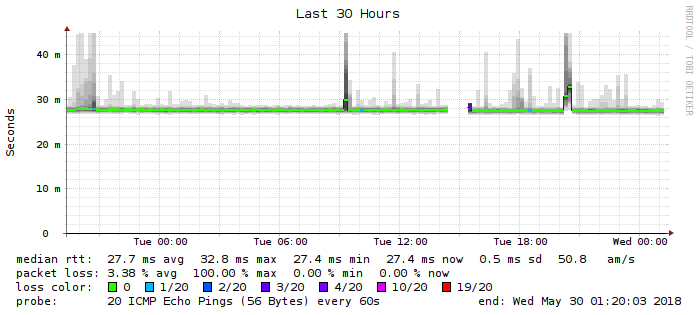 Last 30 Hours
RRDTOOL / TOBI OETIKER
Seconds
40 m
30 m
20 m
10 m
0
Tue 00:00 Tue 06:00 Tue 12:00 Tue 18:00 Wed 00:00
median rtt: 27.7 ms avg 32.8 ms max 27.4 ms min 27.4 ms now 0.5 ms sd 50.8 am/s
packet loss: 3.38 % avg 100.00 % max 0.00 % min 0.00 % now
loss color: 0 1/20 2/20 3/20 4/20 10/20 19/20
probe: 20 ICMP Echo Pings (56 Bytes) every 60s end: Wed May 30 01:20:03 2018